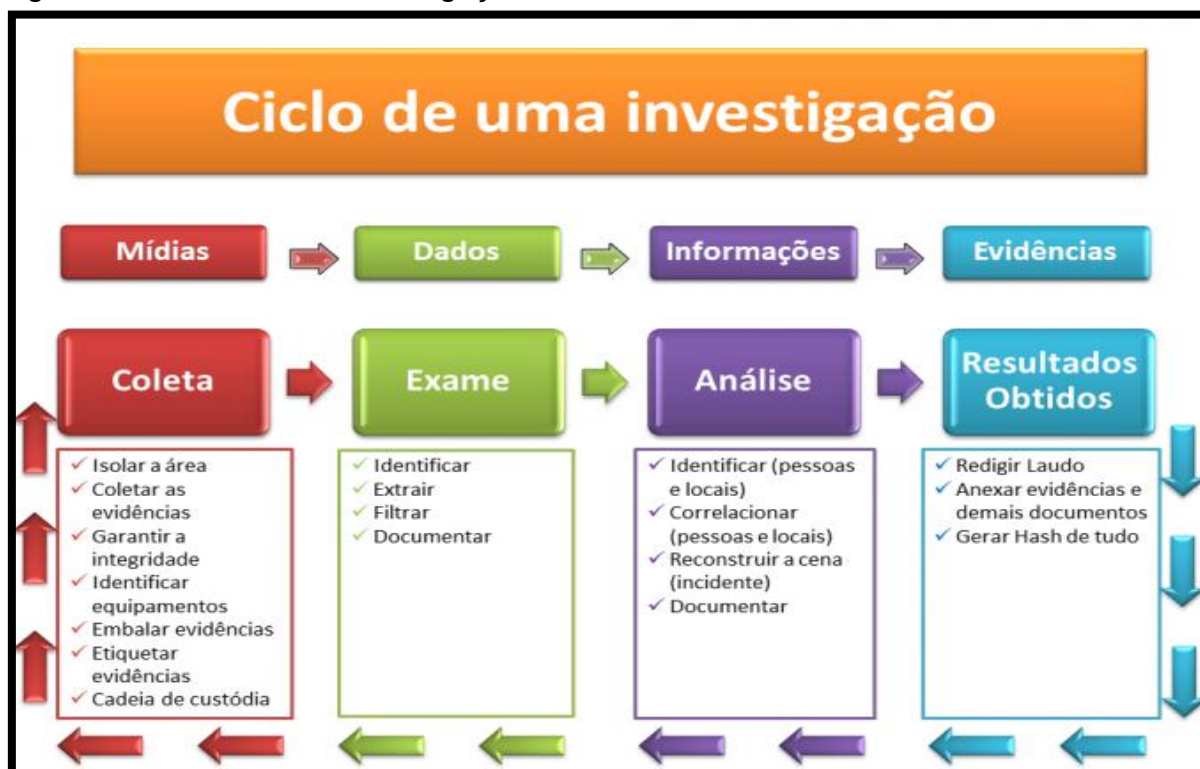 Ciclo de uma investigação
Mídias
Dados
Informações
Evidências
Coleta
Exame
Análise
Resultados
Obtidos
✓ Isolar a área
✓ Coletar as
evidências
✓ Garantir a
integridade
✓ Identificar
equipamentos
✓ Embalar evidências
✓ Etiquetar
evidências
✓ Cadeia de custódia
✓ Identificar
✓ Extrair
✓ Filtrar
✓ Documentar
✓ Identificar (pessoas
e locais)
✓ Correlacionar
(pessoas e locais)
✓ Reconstruir a cena
(incidente)
✓ Documentar
✓ Redigir Laudo
✓ Anexar evidências e
demais documentos
✓ Gerar Hash de tudo